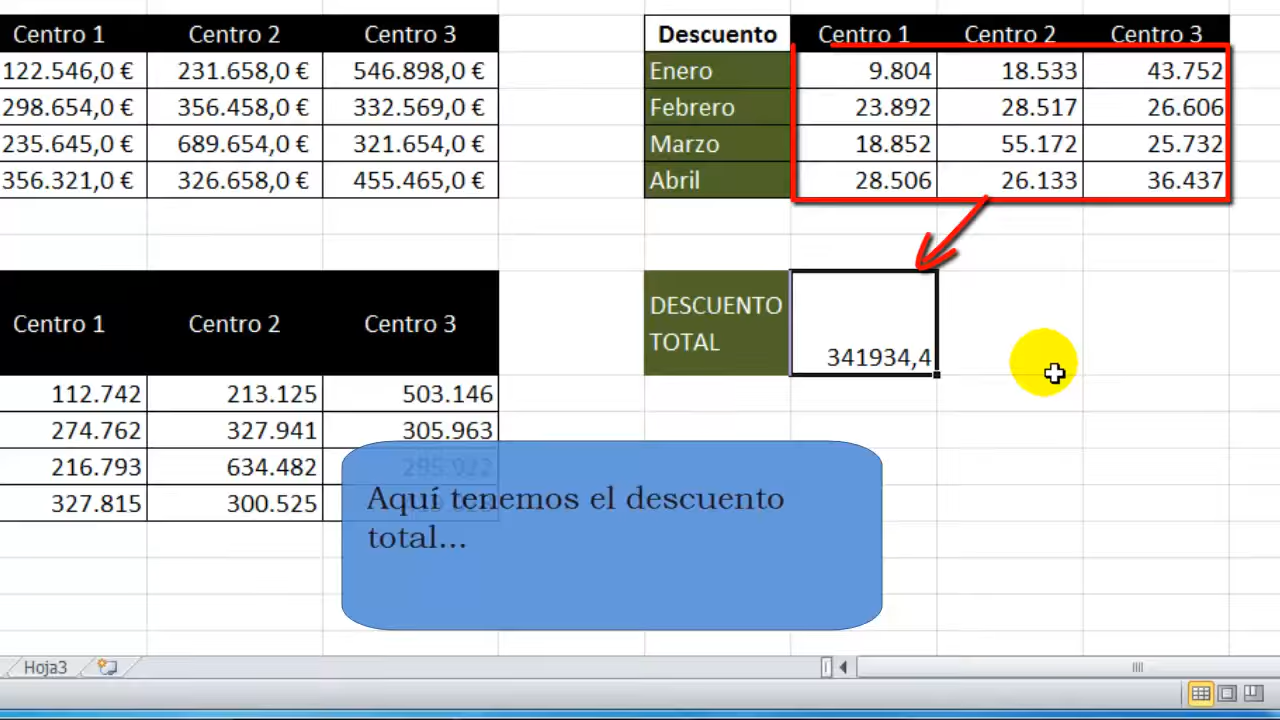 Centro 1 Centro 2 Centro 3
122.546,0 € 231.658,0 € 546.898,0 €
298.654,0 € 356.458,0 € 332.569,0 €
235.645,0 € 689.654,0 € 321.654,0 €
356.321,0 € 326.658,0 € 455.465,0 €
Descuento Centro 1 Centro 2 Centro 3
Enero 9.804 18.533 43.752
Febrero 23.892 28.517 26.606
Marzo 18.852 55.172 25.732
Abril 28.506 26.133 36.437
Centro 1 Centro 2 Centro 3
112.742 213.125 503.146
274.762 327.941 305.963
216.793 634.482
327.815 300.525
DESCUENTO
TOTAL
341934,4
Aquí tenemos el descuento
total...
Hoja3